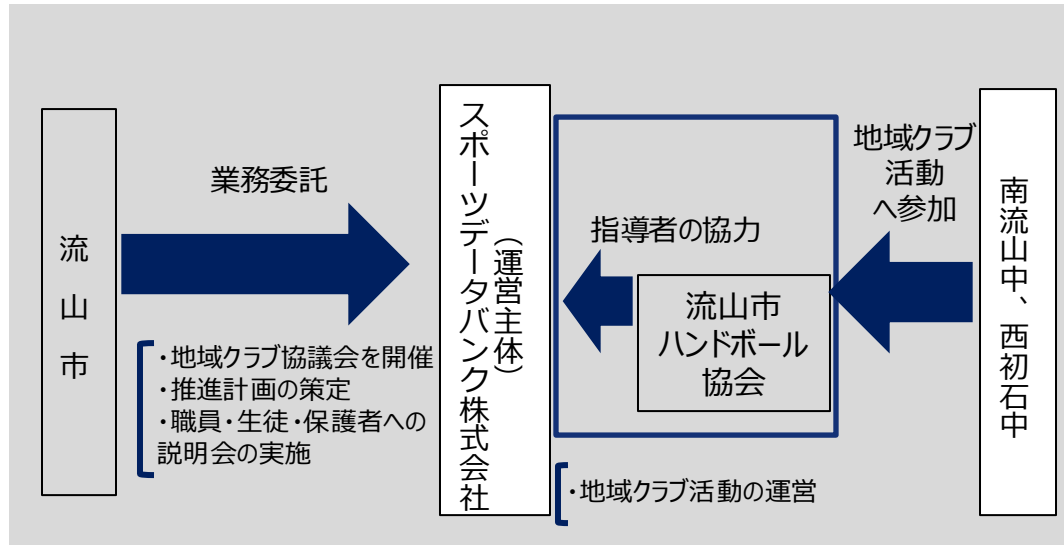 流山市
業務委託
・地域クラブ協議会を開催
・推進計画の策定
・職員・生徒・保護者への
説明会の実施
スポーツデータバンク株式会社
(運営主体)
指導者の協力
流山市
ハンドボール
協会
・地域クラブ活動の運営
地域クラブ
活動
へ参加
南流山中、西初石中